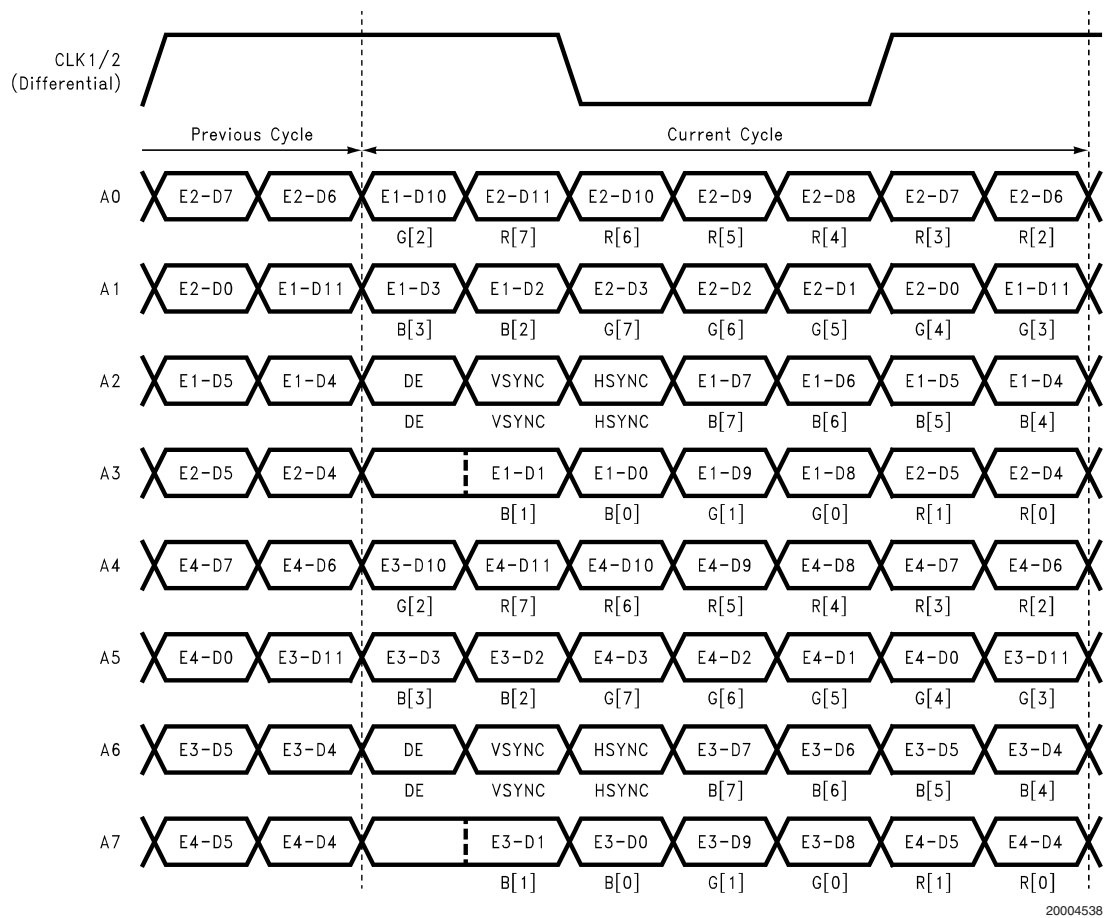 CLK1/2
(Differential)
Previous Cycle Current Cycle
A0 E2-D7 E2-D6 E1-D10 E2-D11 E2-D10 E2-D9 E2-D8 E2-D7 E2-D6
G[2] R[7] R[6] R[5] R[4] R[3] R[2]
A1 E2-D0 E1-D11 E1-D3 E1-D2 E2-D3 E2-D2 E2-D1 E2-D0 E1-D11
B[3] B[2] G[7] G[6] G[5] G[4] G[3]
A2 E1-D5 E1-D4 DE VSYNC HSYNC E1-D7 E1-D6 E1-D5 E1-D4
DE VSYNC HSYNC B[7] B[6] B[5] B[4]
A3 E2-D5 E2-D4 E1-D1 E1-D0 E1-D9 E1-D8 E2-D5 E2-D4
B[1] B[0] G[1] G[0] R[1] R[0]
A4 E4-D7 E4-D6 E3-D10 E4-D11 E4-D10 E4-D9 E4-D8 E4-D7 E4-D6
G[2] R[7] R[6] R[5] R[4] R[3] R[2]
A5 E4-D0 E3-D11 E3-D3 E3-D2 E4-D3 E4-D2 E4-D1 E4-D0 E3-D11
B[3] B[2] G[7] G[6] G[5] G[4] G[3]
A6 E3-D5 E3-D4 DE VSYNC HSYNC E3-D7 E3-D6 E3-D5 E3-D4
DE VSYNC HSYNC B[7] B[6] B[5] B[4]
A7 E4-D5 E4-D4 E3-D1 E3-D0 E3-D9 E3-D8 E4-D5 E4-D4
B[1] B[0] G[1] G[0] R[1] R[0]
20004538